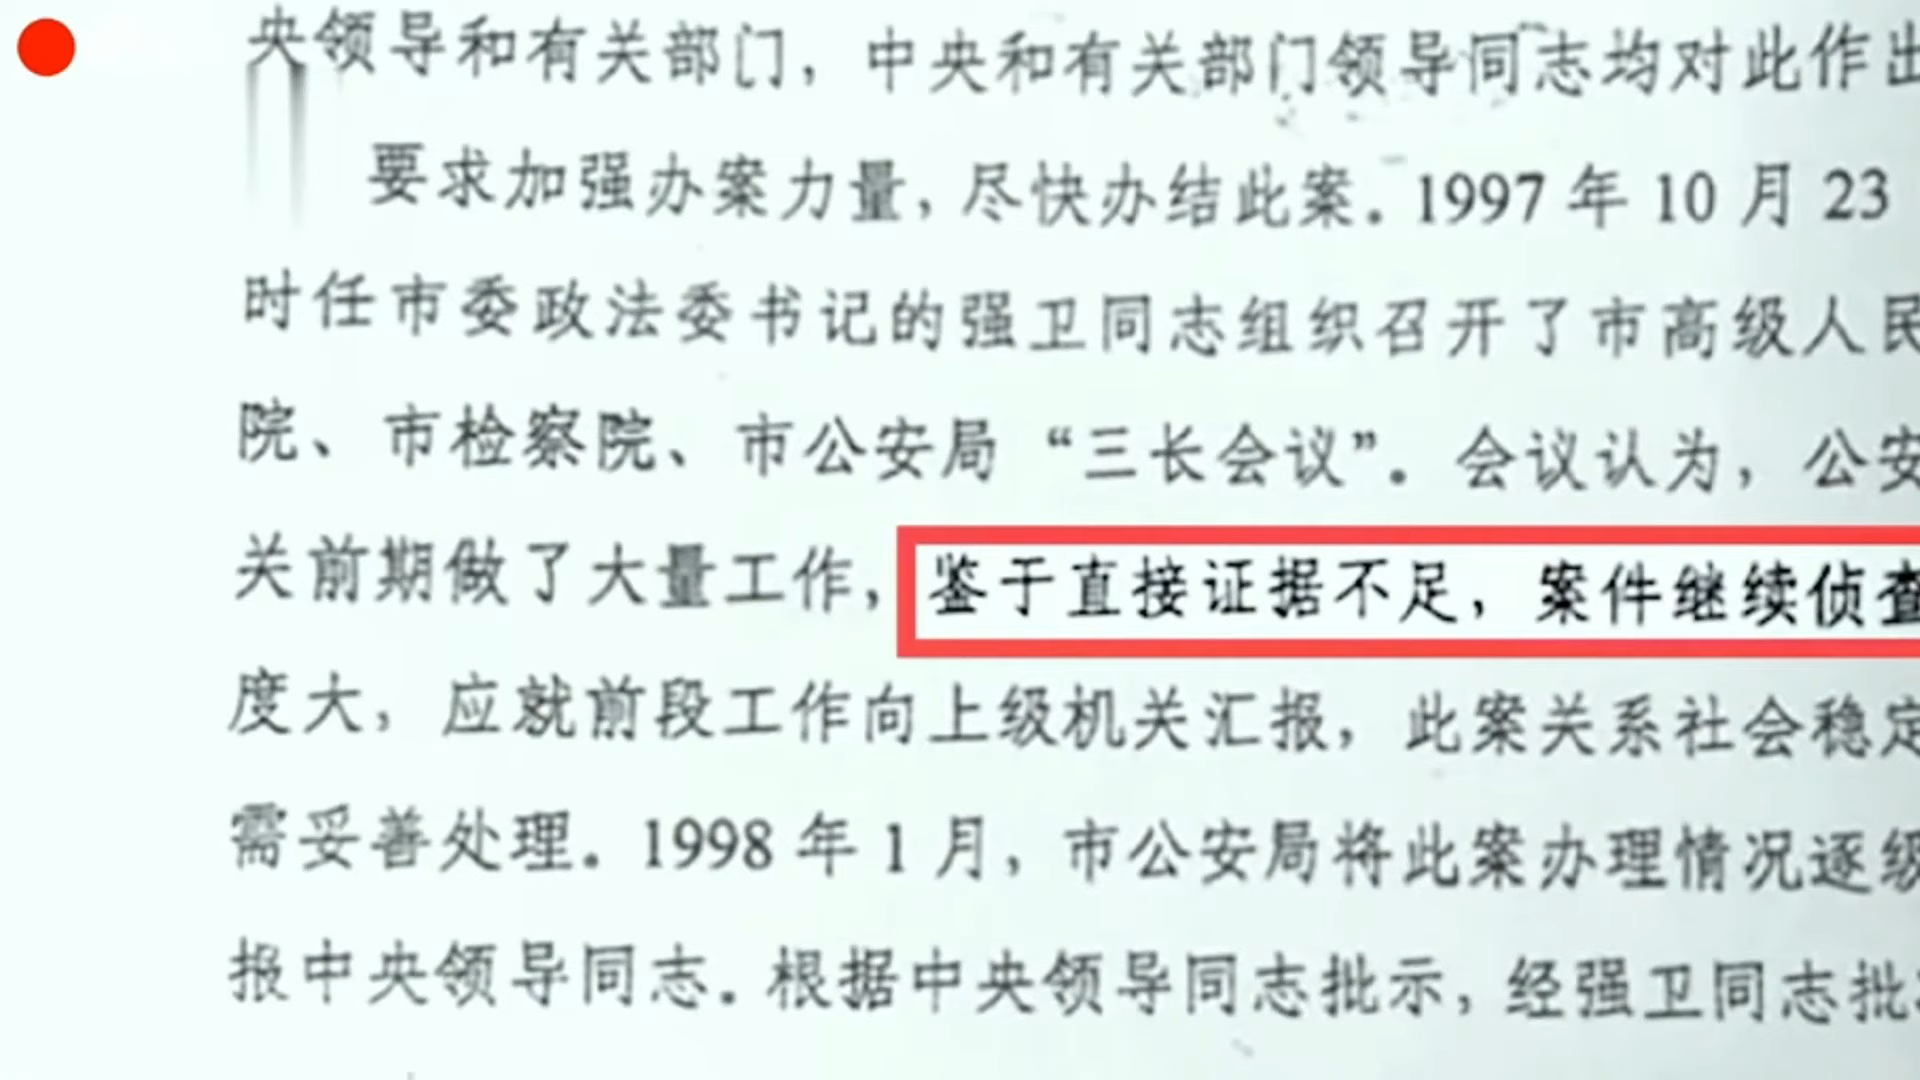 央领导和有关部门，中央和有关部门领导同志均对此作出
要求加强办案力量，尽快办结此案．1997 年 10 月 23
时任市委政法委书记的强卫同志组织召开了市高级人民
院、市检察院、市公安局“三长会议”。会议认为，公安
关前期做了大量工作，鉴于直接证据不足，案件继续侦查
度大，应就前段工作向上级机关汇报，此案关系社会稳定
需妥善处理．1998 年 1 月，市公安局将此案办理情况逐级
报中央领导同志．根据中央领导同志批示，经强卫同志批